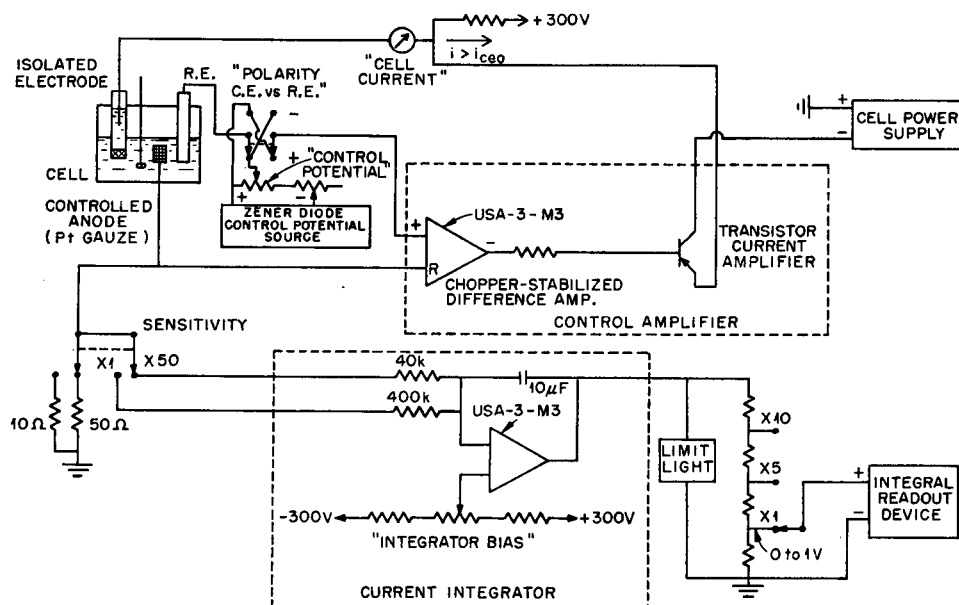 +300V
i > iceo
"CELL
CURRENT"
ISOLATED
ELECTRODE
R.E.
"POLARITY
C.E. vs R.E."
-
+
"CONTROL
POTENTIAL"
+
-
ZENER DIODE
CONTROL POTENTIAL
SOURCE
CELL
CONTROLLED
ANODE
(Pt GAUZE)
+
-
CELL POWER
SUPPLY
+
R
-
USA-3-M3
CHOPPER-STABILIZED
DIFFERENCE AMP.
TRANSISTOR
CURRENT
AMPLIFIER
CONTROL AMPLIFIER
SENSITIVITY
X1
X50
10Ω
50Ω
40k
400k
10μF
USA-3-M3
-300V
+300V
"INTEGRATOR BIAS"
CURRENT INTEGRATOR
LIMIT
LIGHT
X10
X5
X1
0 to 1V
+
-
INTEGRAL
READOUT
DEVICE